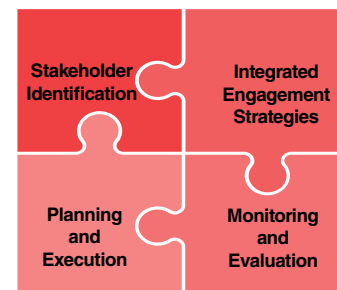 Stakeholder
Identification
Integrated
Engagement
Strategies
Planning
and
Execution
Monitoring
and
Evaluation